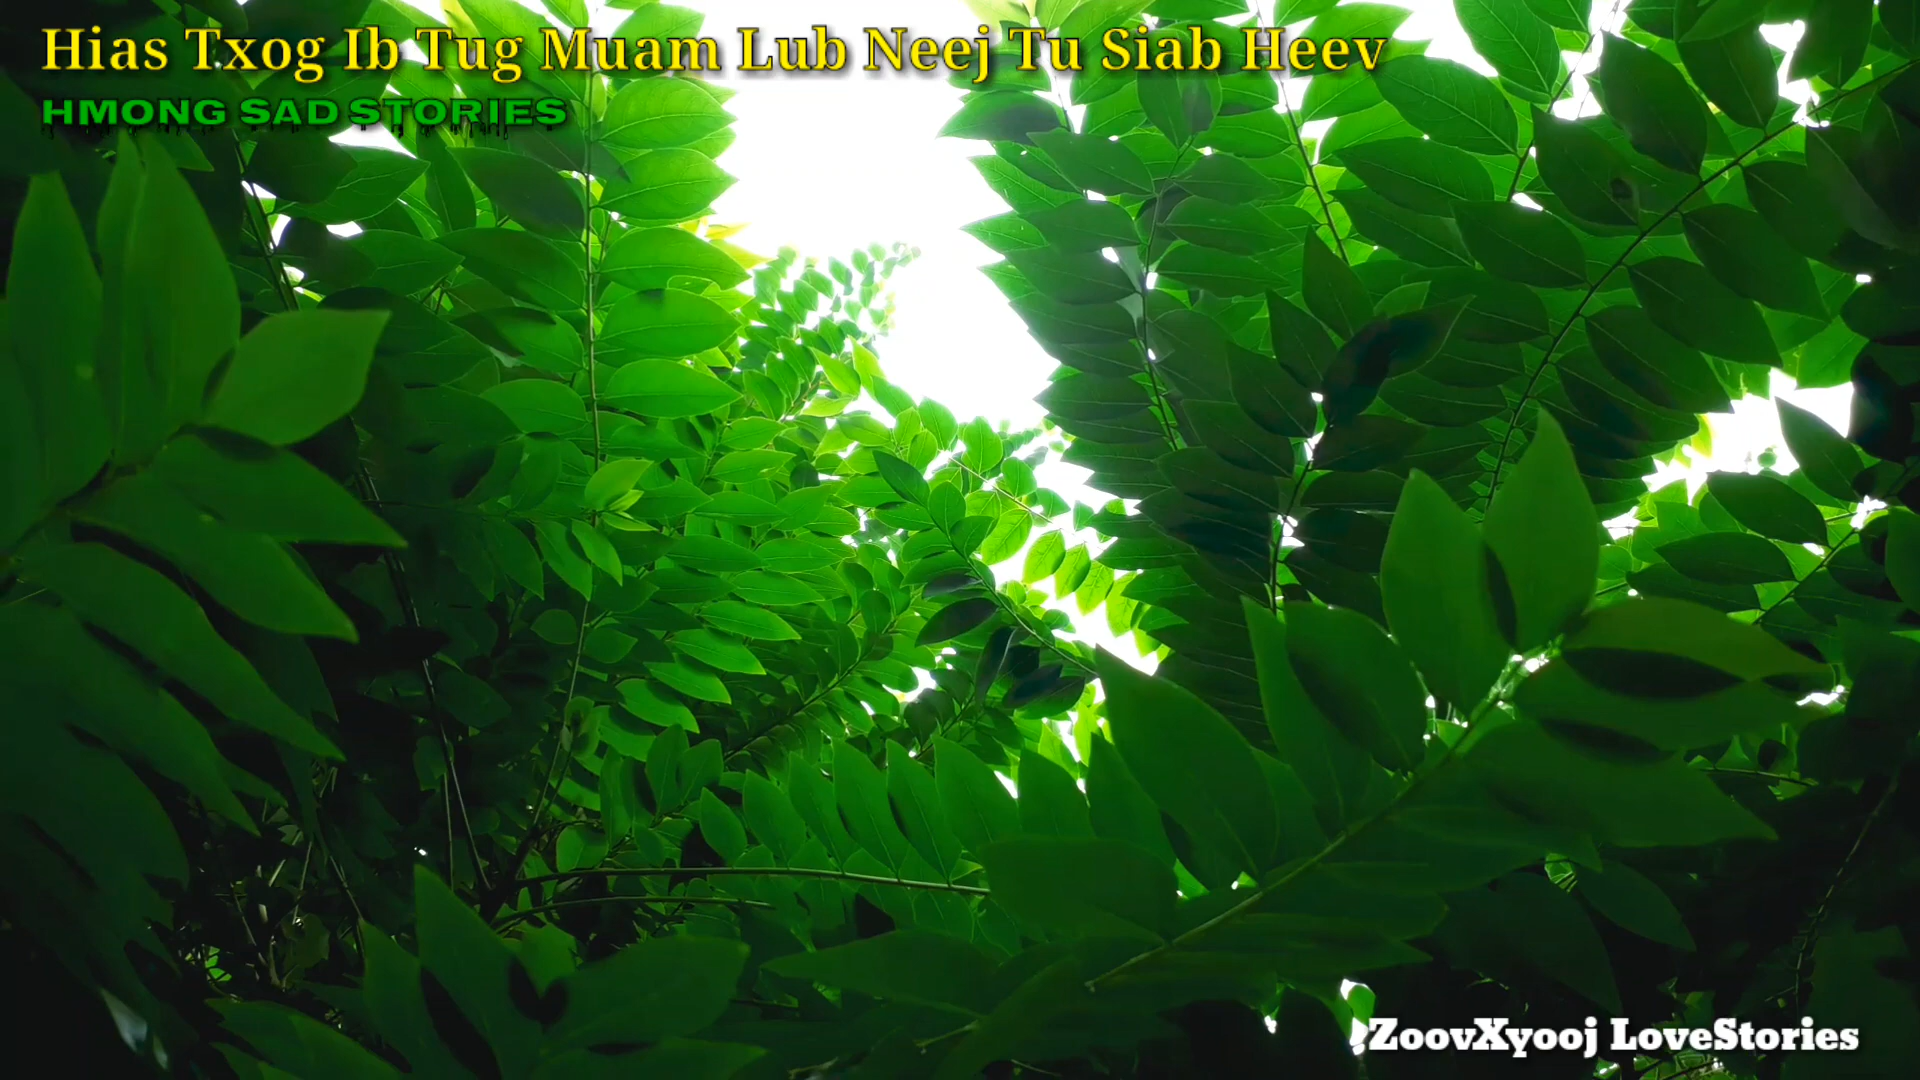 Hias Txog Ib Tug Muam Lub Neej Tu Siab Heev
HMONG SAD STORIES
ZoovXyooj LoveStories